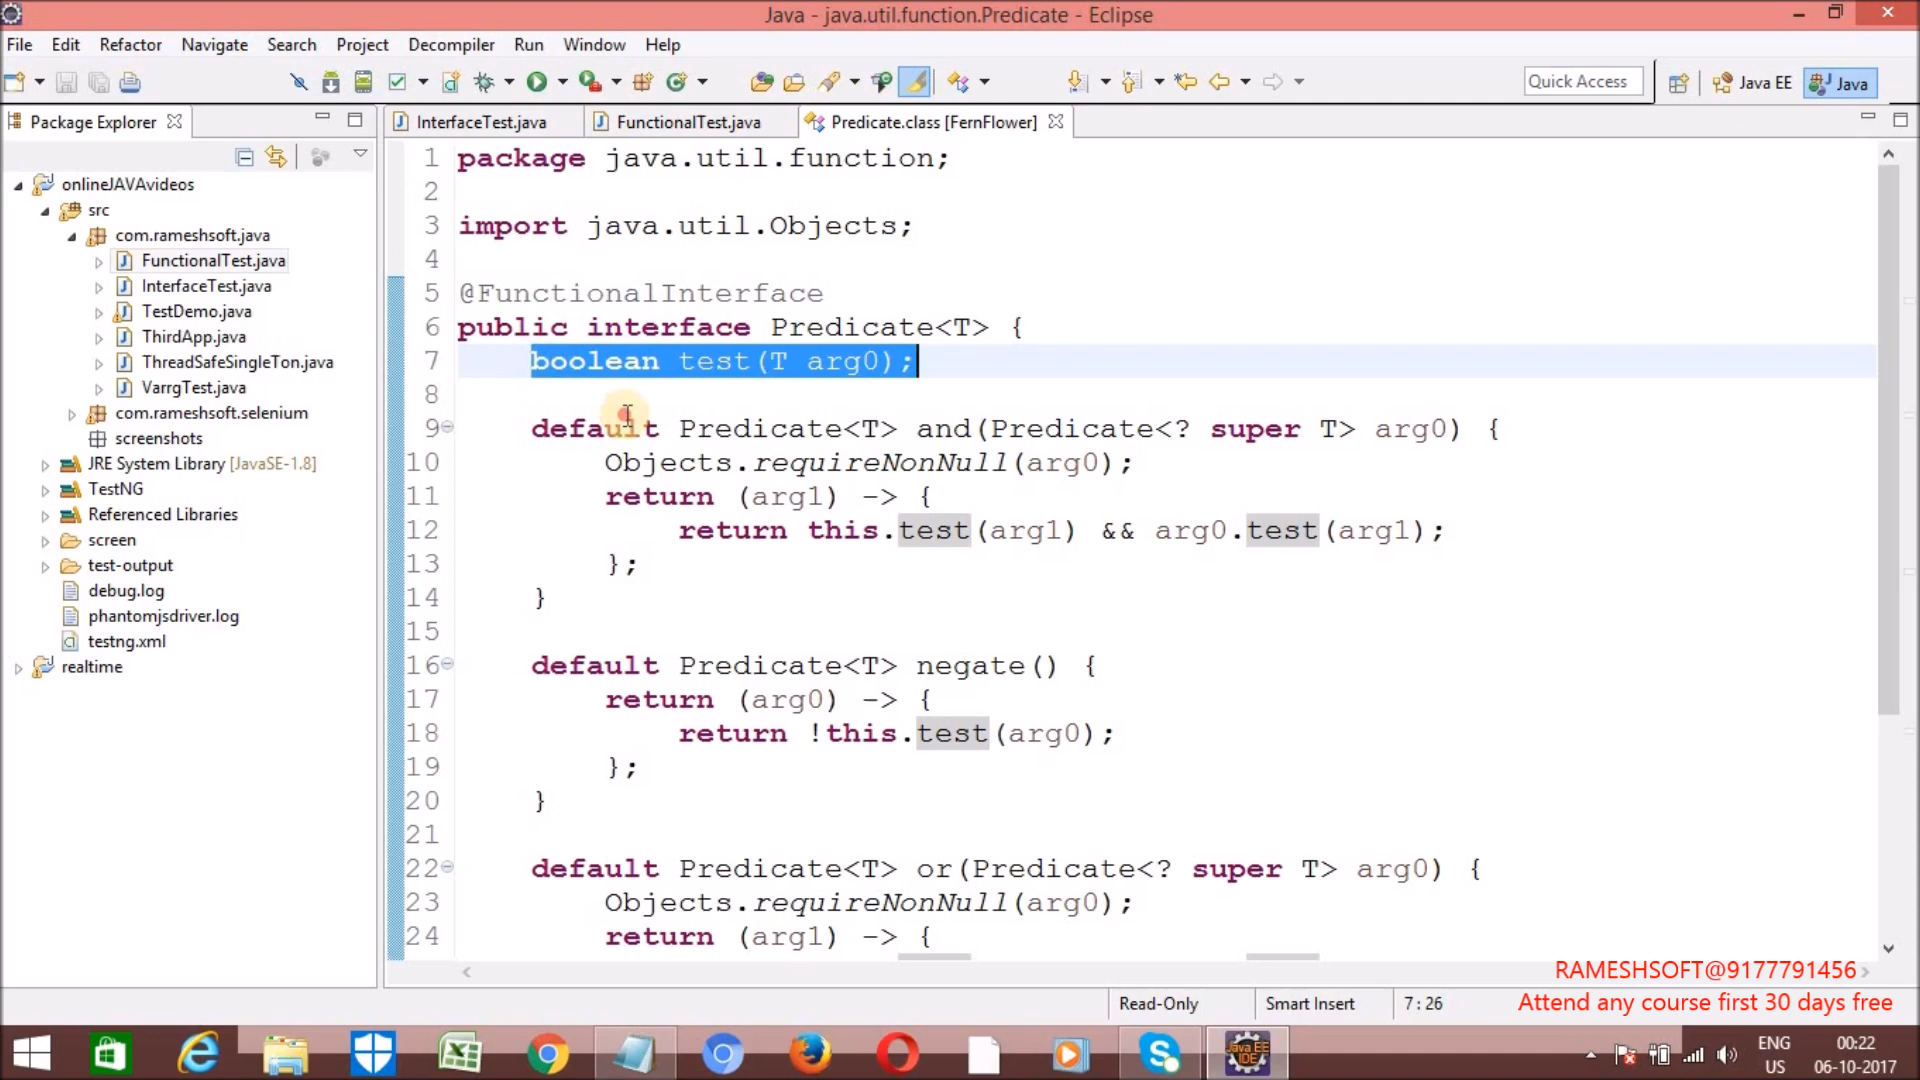 Java - java.util.function.Predicate - Eclipse
File Edit Refactor Navigate Search Project Decompiler Run Window Help
Quick Access
Java EE
Java
Package Explorer
onlineJAVAvideos
src
com.rameshsoft.java
FunctionalTest.java
InterfaceTest.java
TestDemo.java
ThirdApp.java
ThreadSafeSingleTon.java
VarrgTest.java
com.rameshsoft.selenium
screenshots
JRE System Library [JavaSE-1.8]
TestNG
Referenced Libraries
screen
test-output
debug.log
phantomjsdriver.log
testng.xml
realtime
InterfaceTest.java
FunctionalTest.java
Predicate.class [FernFlower]
1 package java.util.function;
2
3 import java.util.Objects;
4
5 @FunctionalInterface
6 public interface Predicate<T> {
7 boolean test(T arg0);
8
9 default Predicate<T> and(Predicate<? super T> arg0) {
10 Objects.requireNonNull(arg0);
11 return (arg1) -> {
12 return this.test(arg1) && arg0.test(arg1);
13 };
14 }
15
16 default Predicate<T> negate() {
17 return (arg0) -> {
18 return !this.test(arg0);
19 };
20 }
21
22 default Predicate<T> or(Predicate<? super T> arg0) {
23 Objects.requireNonNull(arg0);
24 return (arg1) -> {
RAMESHSOFT@9177791456
Attend any course first 30 days free
Read-Only
Smart Insert
7 : 26
Java EE
IDE
ENG
US
00:22
06-10-2017